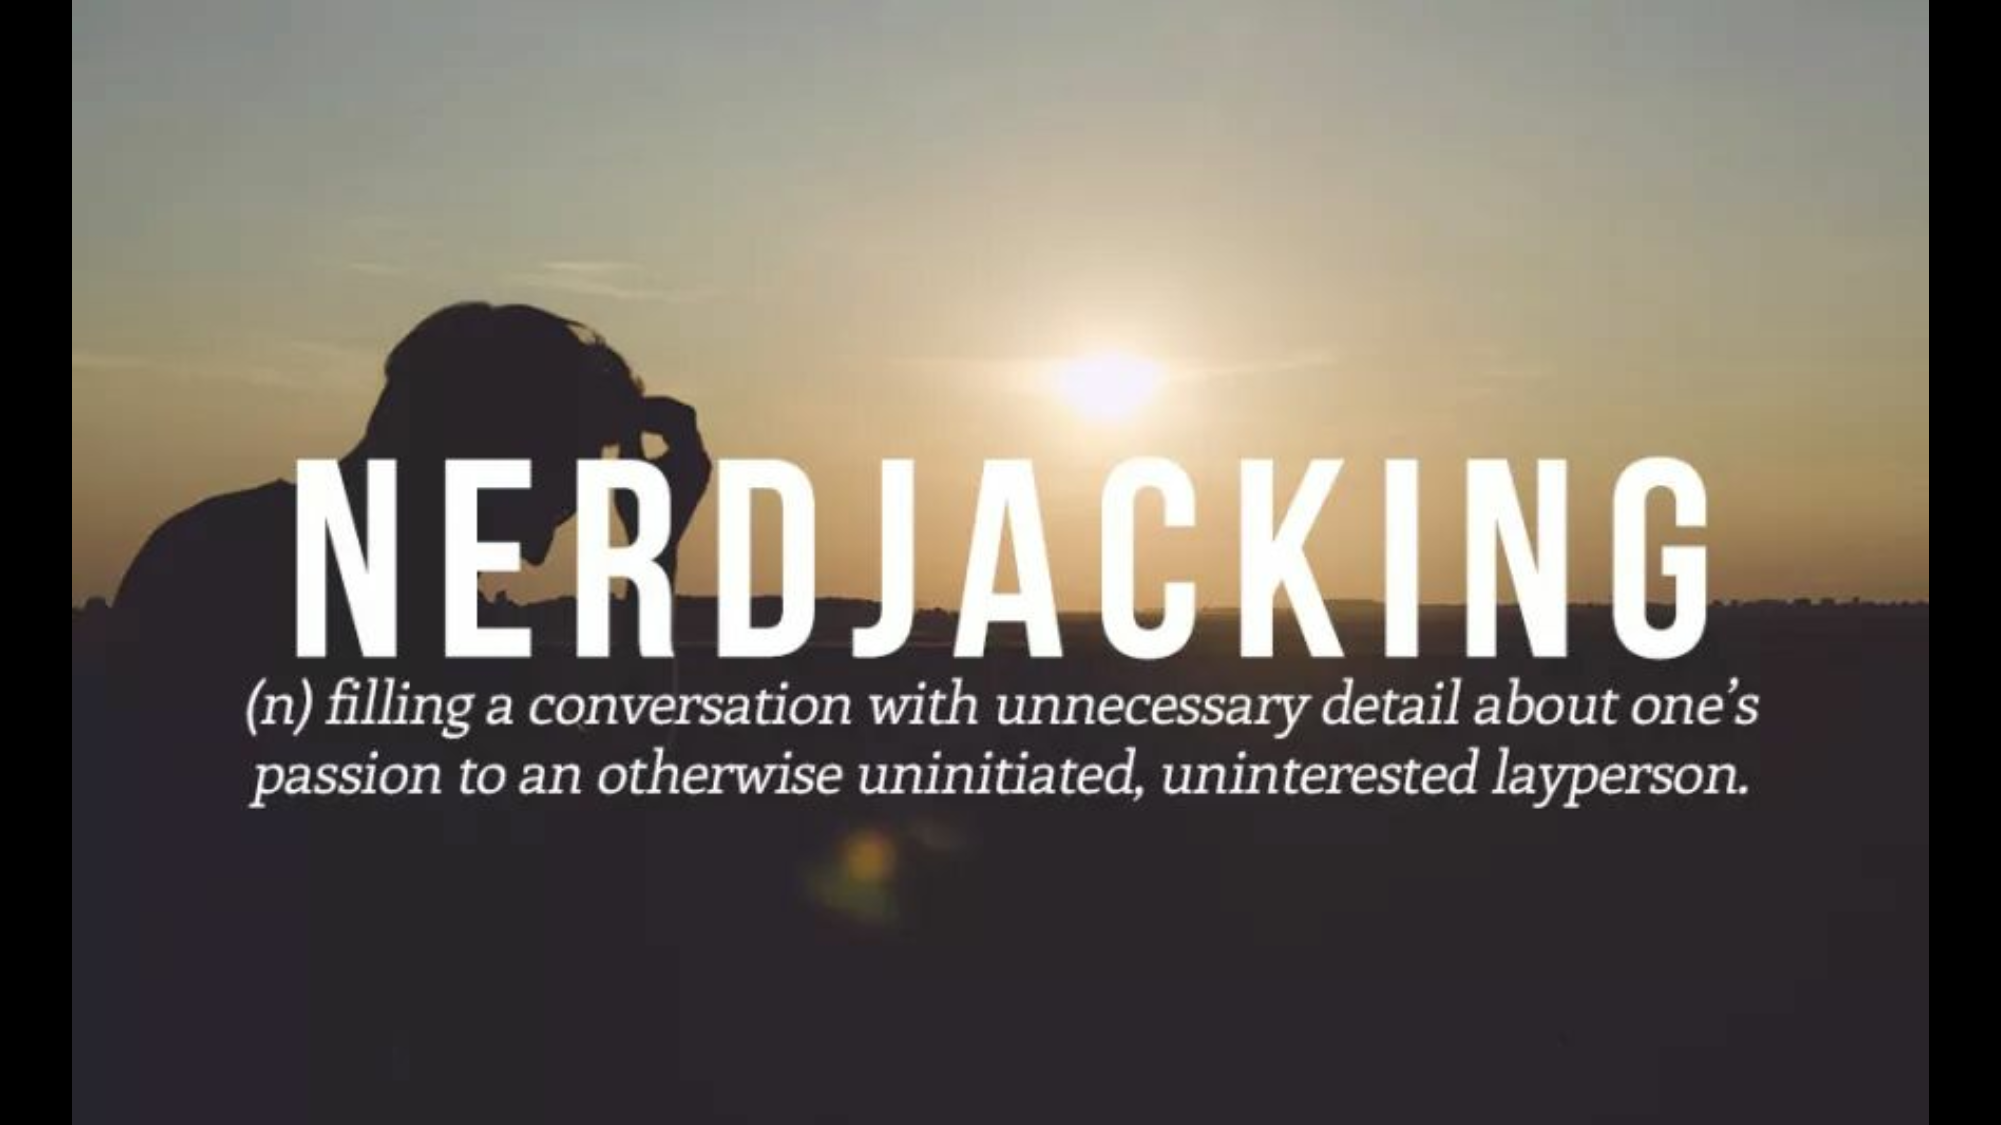 NERDJACKING
(n) filling a conversation with unnecessary detail about one’s
passion to an otherwise uninitiated, uninterested layperson.